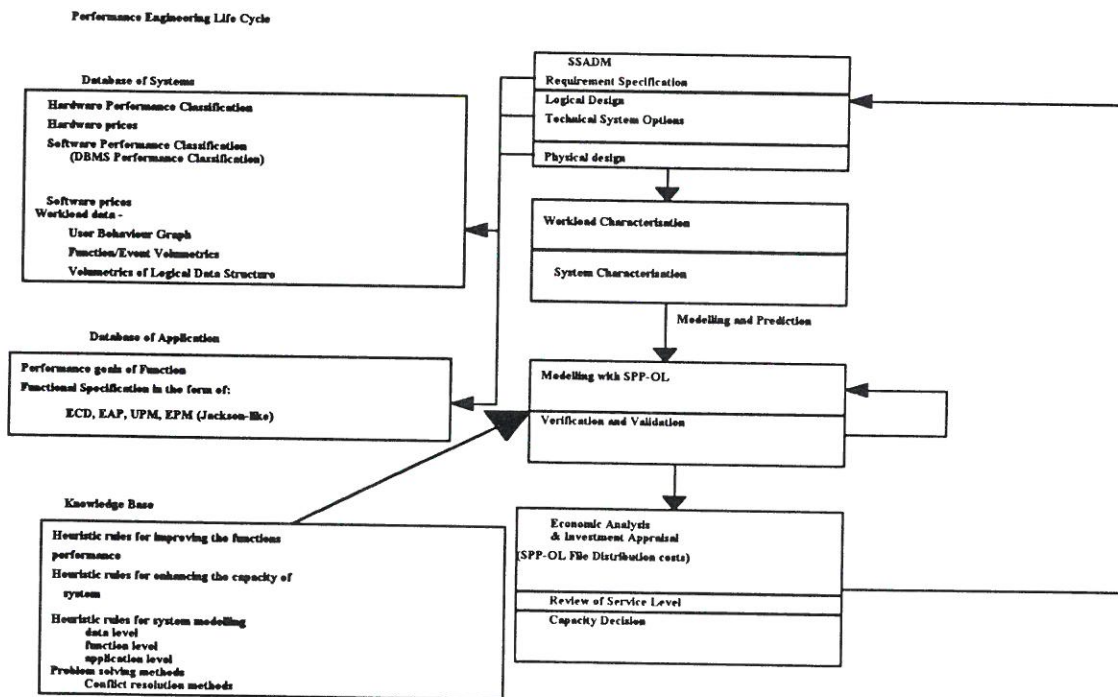 Performance Engineering Life Cycle
Database of Systems
Hardware Performance Classification
Hardware prices
Software Performance Classification
(DBMS Performance Classification)
Software prices
Workload data -
User Behaviour Graph
Function/Event Volumetrics
Volumetrics of Logical Data Structure
Database of Application
Performance goals of Function
Functional Specification in the form of:
ECD, EAP, UPM, EPM (Jackson-like)
Knowledge Base
Heuristic rules for improving the functions
performance
Heuristic rules for enhancing the capacity of
system
Heuristic rules for system modelling
data level
function level
application level
Problem solving methods
Conflict resolution methods
SSADM
Requirement Specification
Logical Design
Technical System Options
Physical design
Workload Characterisation
System Characterisation
Modelling and Prediction
Modelling with SPP-OL
Verification and Validation
Economic Analysis
& Investment Appraisal
(SPP-OL File Distribution costs)
Review of Service Level
Capacity Decision